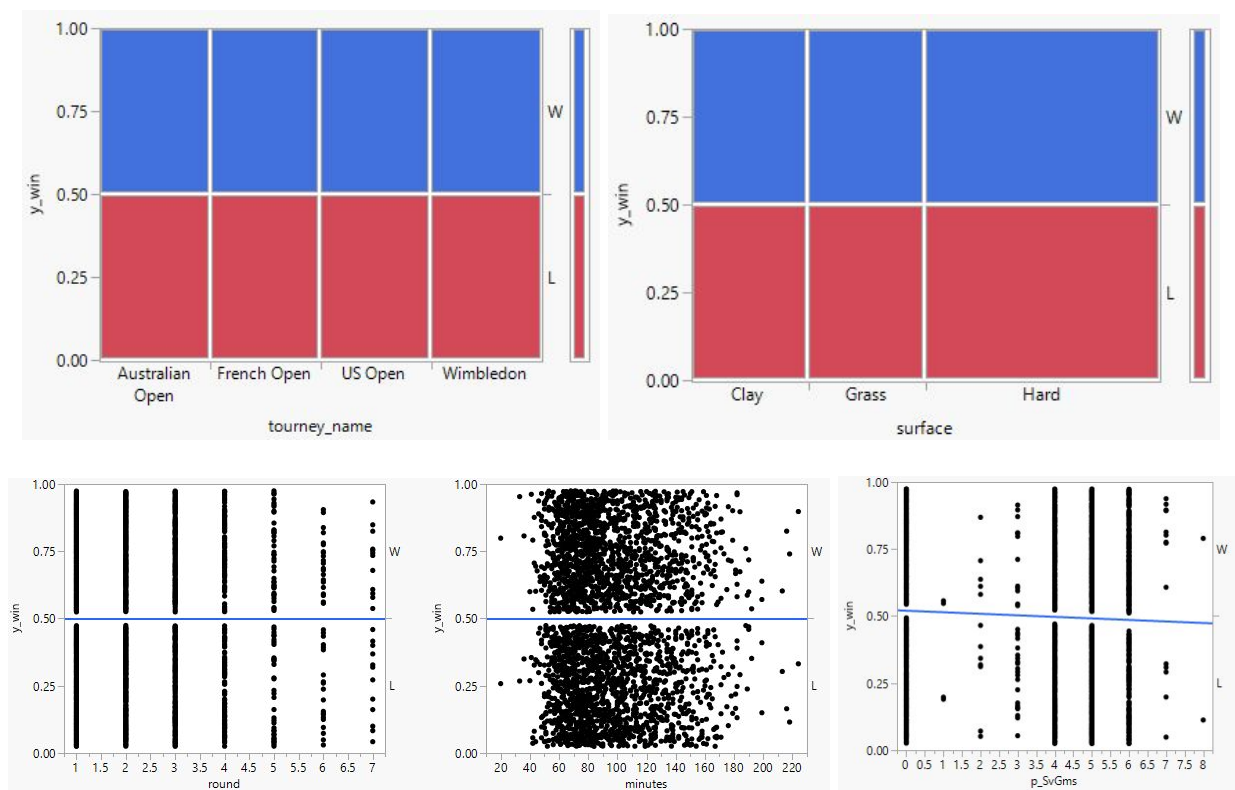 1.00
0.75
0.50
0.25
0.00
y_win
W
L
Australian Open
French Open
US Open
Wimbledon
tourney_name
1.00
0.75
0.50
0.25
0.00
y_win
W
L
Clay
Grass
Hard
surface
1.00
0.75
0.50
0.25
0.00
y_win
W
L
1 1.5 2 2.5 3 3.5 4 4.5 5 5.5 6 6.5 7
round
1.00
0.75
0.50
0.25
0.00
y_win
W
L
20 40 60 80 100 120 140 160 180 200 220
minutes
1.00
0.75
0.50
0.25
0.00
y_win
W
L
0 0.5 1 1.5 2 2.5 3 3.5 4 4.5 5 5.5 6 6.5 7 7.5 8
p_SvGms